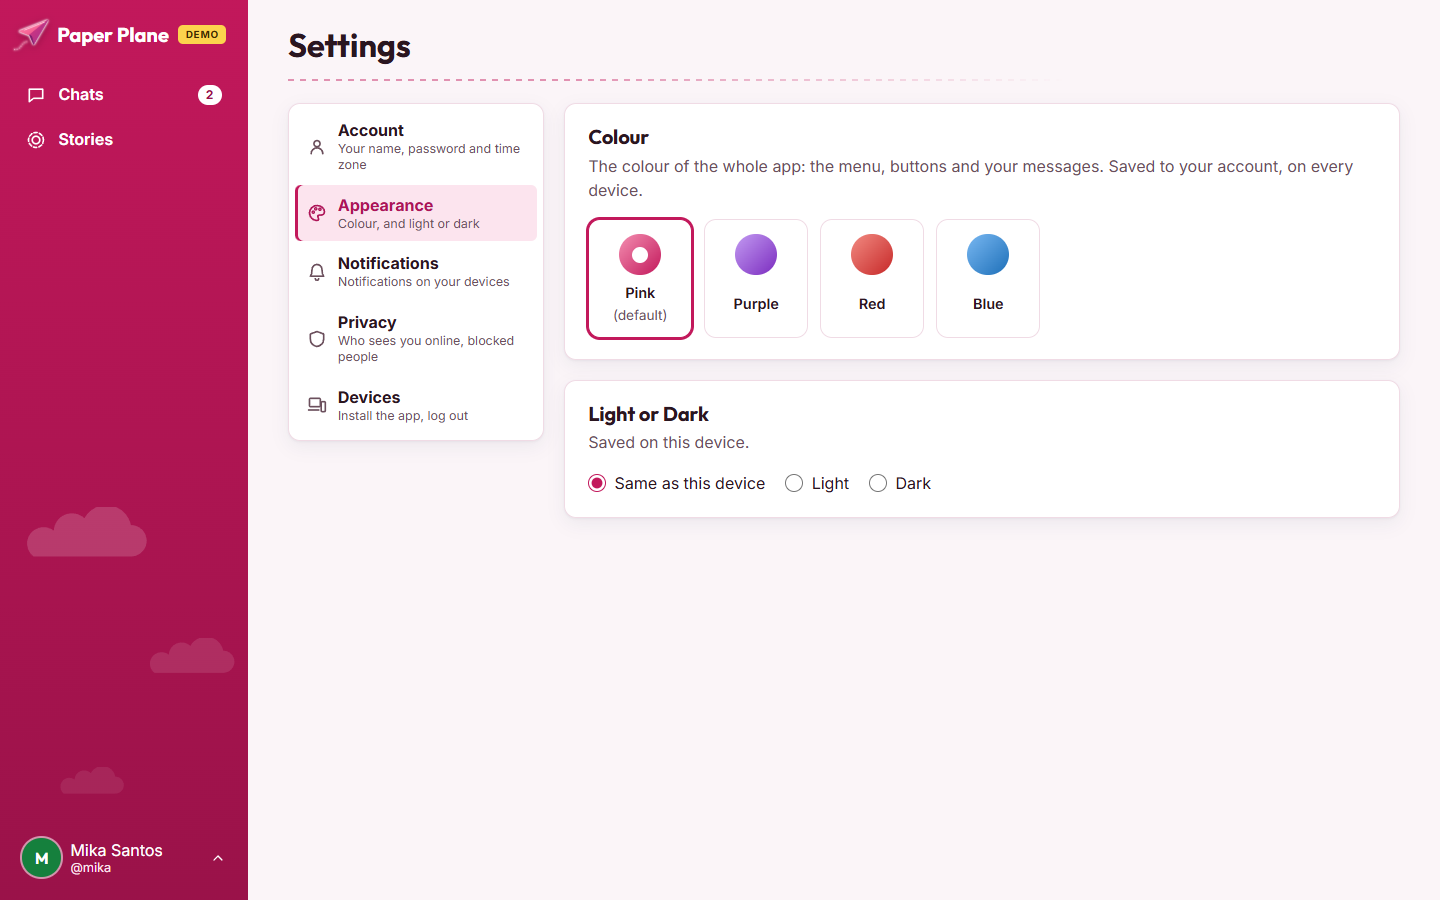 Paper Plane DEMO
Chats 2
Stories
Mika Santos
@mika
M
Settings
Account
Your name, password and time
zone
Appearance
Colour, and light or dark
Notifications
Notifications on your devices
Privacy
Who sees you online, blocked
people
Devices
Install the app, log out
Colour
The colour of the whole app: the menu, buttons and your messages. Saved to your account, on every
device.
Pink
(default)
Purple
Red
Blue
Light or Dark
Saved on this device.
Same as this device Light Dark